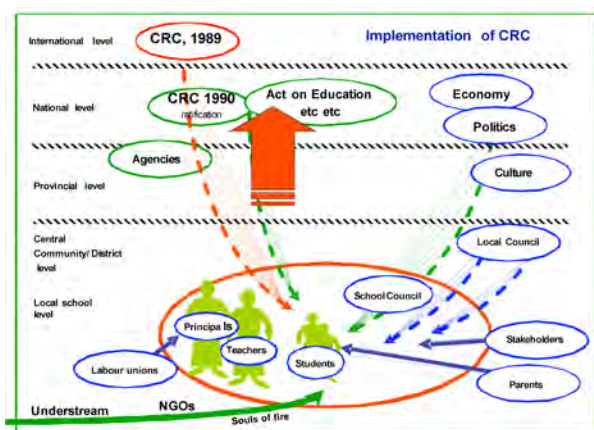 International level
CRC, 1989
Implementation of CRC
National level
CRC 1990
ratification
Act on Education
etc etc
Economy
Politics
Agencies
Provincial level
Culture
Central
Community/ District
level
Local Council
Local school
level
School Council
Principa ls
Teachers
Students
Stakeholders
Labour unions
Parents
Understream
NGOs
Souls of fire